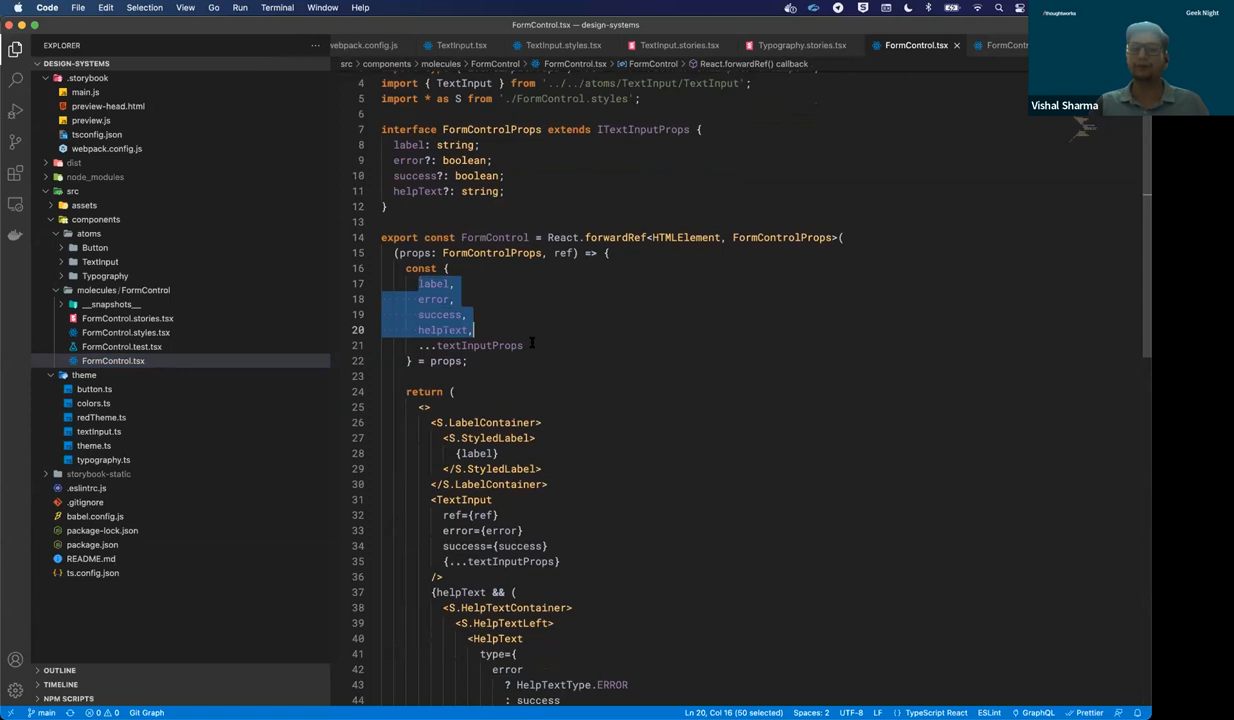 Code File Edit Selection View Go Run Terminal Window Help
FormControl.tsx — design-systems
/thoughtworks
Geek Night
Vishal Sharma
EXPLORER
webpack.config.js
TextInput.tsx
TextInput.styles.tsx
TextInput.stories.tsx
Typography.stories.tsx
FormControl.tsx
src > components > molecules > FormControl > FormControl.tsx > FormControl > React.forwardRef() callback
DESIGN-SYSTEMS
.storybook
main.js
preview-head.html
preview.js
tsconfig.json
webpack.config.js
dist
node_modules
src
assets
components
atoms
Button
TextInput
Typography
molecules/FormControl
__snapshots__
FormControl.stories.tsx
FormControl.styles.tsx
FormControl.test.tsx
FormControl.tsx
theme
button.ts
colors.ts
redTheme.ts
textInput.ts
theme.ts
typography.ts
storybook-static
.eslintrc.js
.gitignore
babel.config.js
package-lock.json
package.json
README.md
ts.config.json
OUTLINE
TIMELINE
NPM SCRIPTS
4 import { TextInput } from '../../atoms/TextInput/TextInput';
5 import * as S from './FormControl.styles';
6
7 interface FormControlProps extends ITextInputProps {
8 label: string;
9 error?: boolean;
10 success?: boolean;
11 helpText?: string;
12 }
13
14 export const FormControl = React.forwardRef<HTMLElement, FormControlProps>(
15 (props: FormControlProps, ref) => {
16 const {
17 label,
18 error,
19 success,
20 helpText,
21 ...textInputProps
22 } = props;
23
24 return (
25 <>
26 <S.LabelContainer>
27 <S.StyledLabel>
28 {label}
29 </S.StyledLabel>
30 </S.LabelContainer>
31 <TextInput
32 ref={ref}
33 error={error}
34 success={success}
35 {...textInputProps}
36 />
37 {helpText && (
38 <S.HelpTextContainer>
39 <S.HelpTextLeft>
40 <HelpText
41 type={
42 error
43 ? HelpTextType.ERROR
44 : success
main 0 0 Git Graph
Ln 20, Col 16 (50 selected) Spaces: 2 UTF-8 LF TypeScript React ESLint GraphQL Prettier